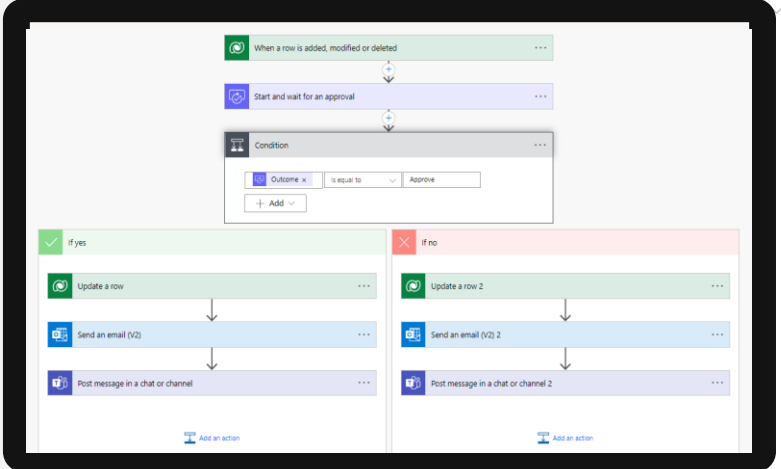 When a row is added, modified or deleted
Start and wait for an approval
Condition
Outcome x
is equal to
Approve
Add
If yes
If no
Update a row
Update a row 2
Send an email (V2)
Send an email (V2) 2
Post message in a chat or channel
Post message in a chat or channel 2
Add an action
Add an action